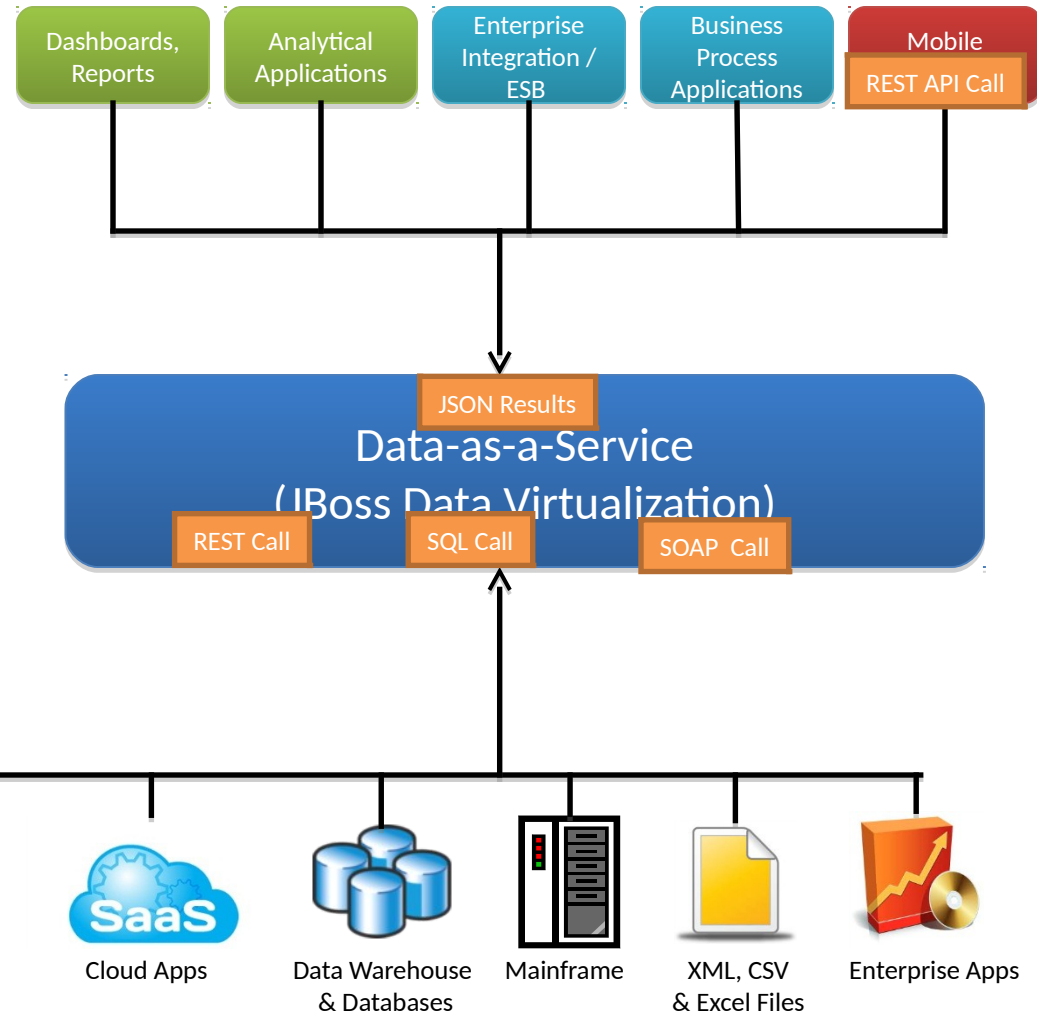 Dashboards,
Reports
Analytical
Applications
Enterprise
Integration /
ESB
Business
Process
Applications
Mobile
REST API Call
JSON Results
Data-as-a-Service
(JBoss Data Virtualization)
REST Call
SQL Call
SOAP  Call
SaaS
Cloud Apps
Data Warehouse
& Databases
Mainframe
XML, CSV
& Excel Files
Enterprise Apps